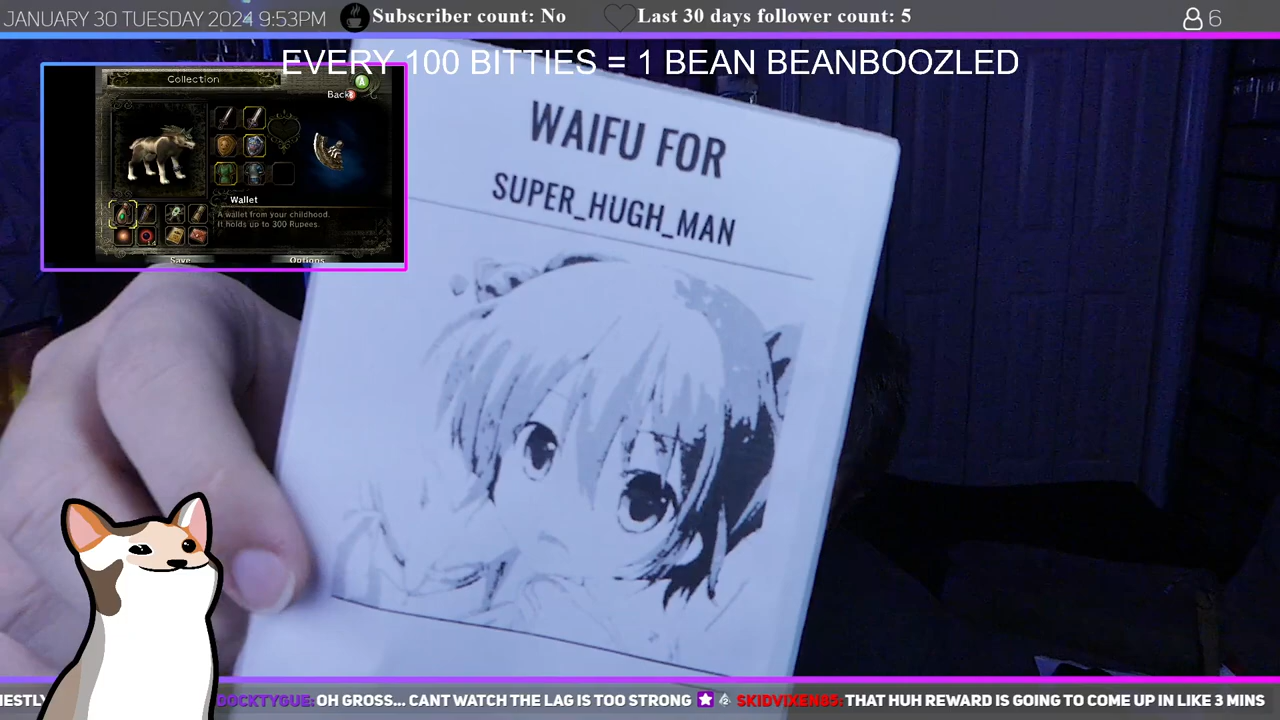 JANUARY 30 TUESDAY 2024 9:53PM
Subscriber count: No
Last 30 days follower count: 5
6
EVERY 100 BITTIES = 1 BEAN BEANBOOZLED
Collection
A
Back
Wallet
A wallet from your childhood.
It holds up to 300 Rupees.
Save
Options
WAIFU FOR
SUPER_HUGH_MAN
NESTLY
DOCKTYGUE: OH GROSS... CANT WATCH THE LAG IS TOO STRONG
SKIDVIXEN85: THAT HUH REWARD IS GOING TO COME UP IN LIKE 3 MINS